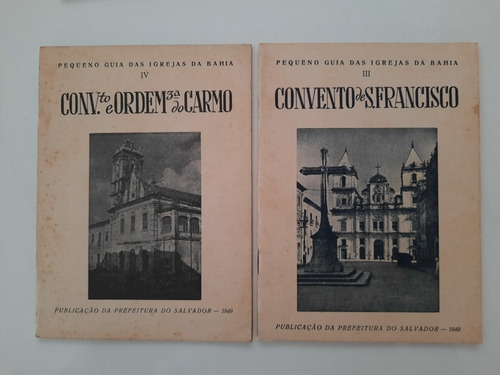 PEQUENO GUIA DAS IGREJAS DA BAHIA
IV
CONV.to e ORDEM 3ª do CARMO
PUBLICAÇÃO DA PREFEITURA DO SALVADOR — 1949
PEQUENO GUIA DAS IGREJAS DA BAHIA
III
CONVENTO de S. FRANCISCO
PUBLICAÇÃO DA PREFEITURA DO SALVADOR — 1949